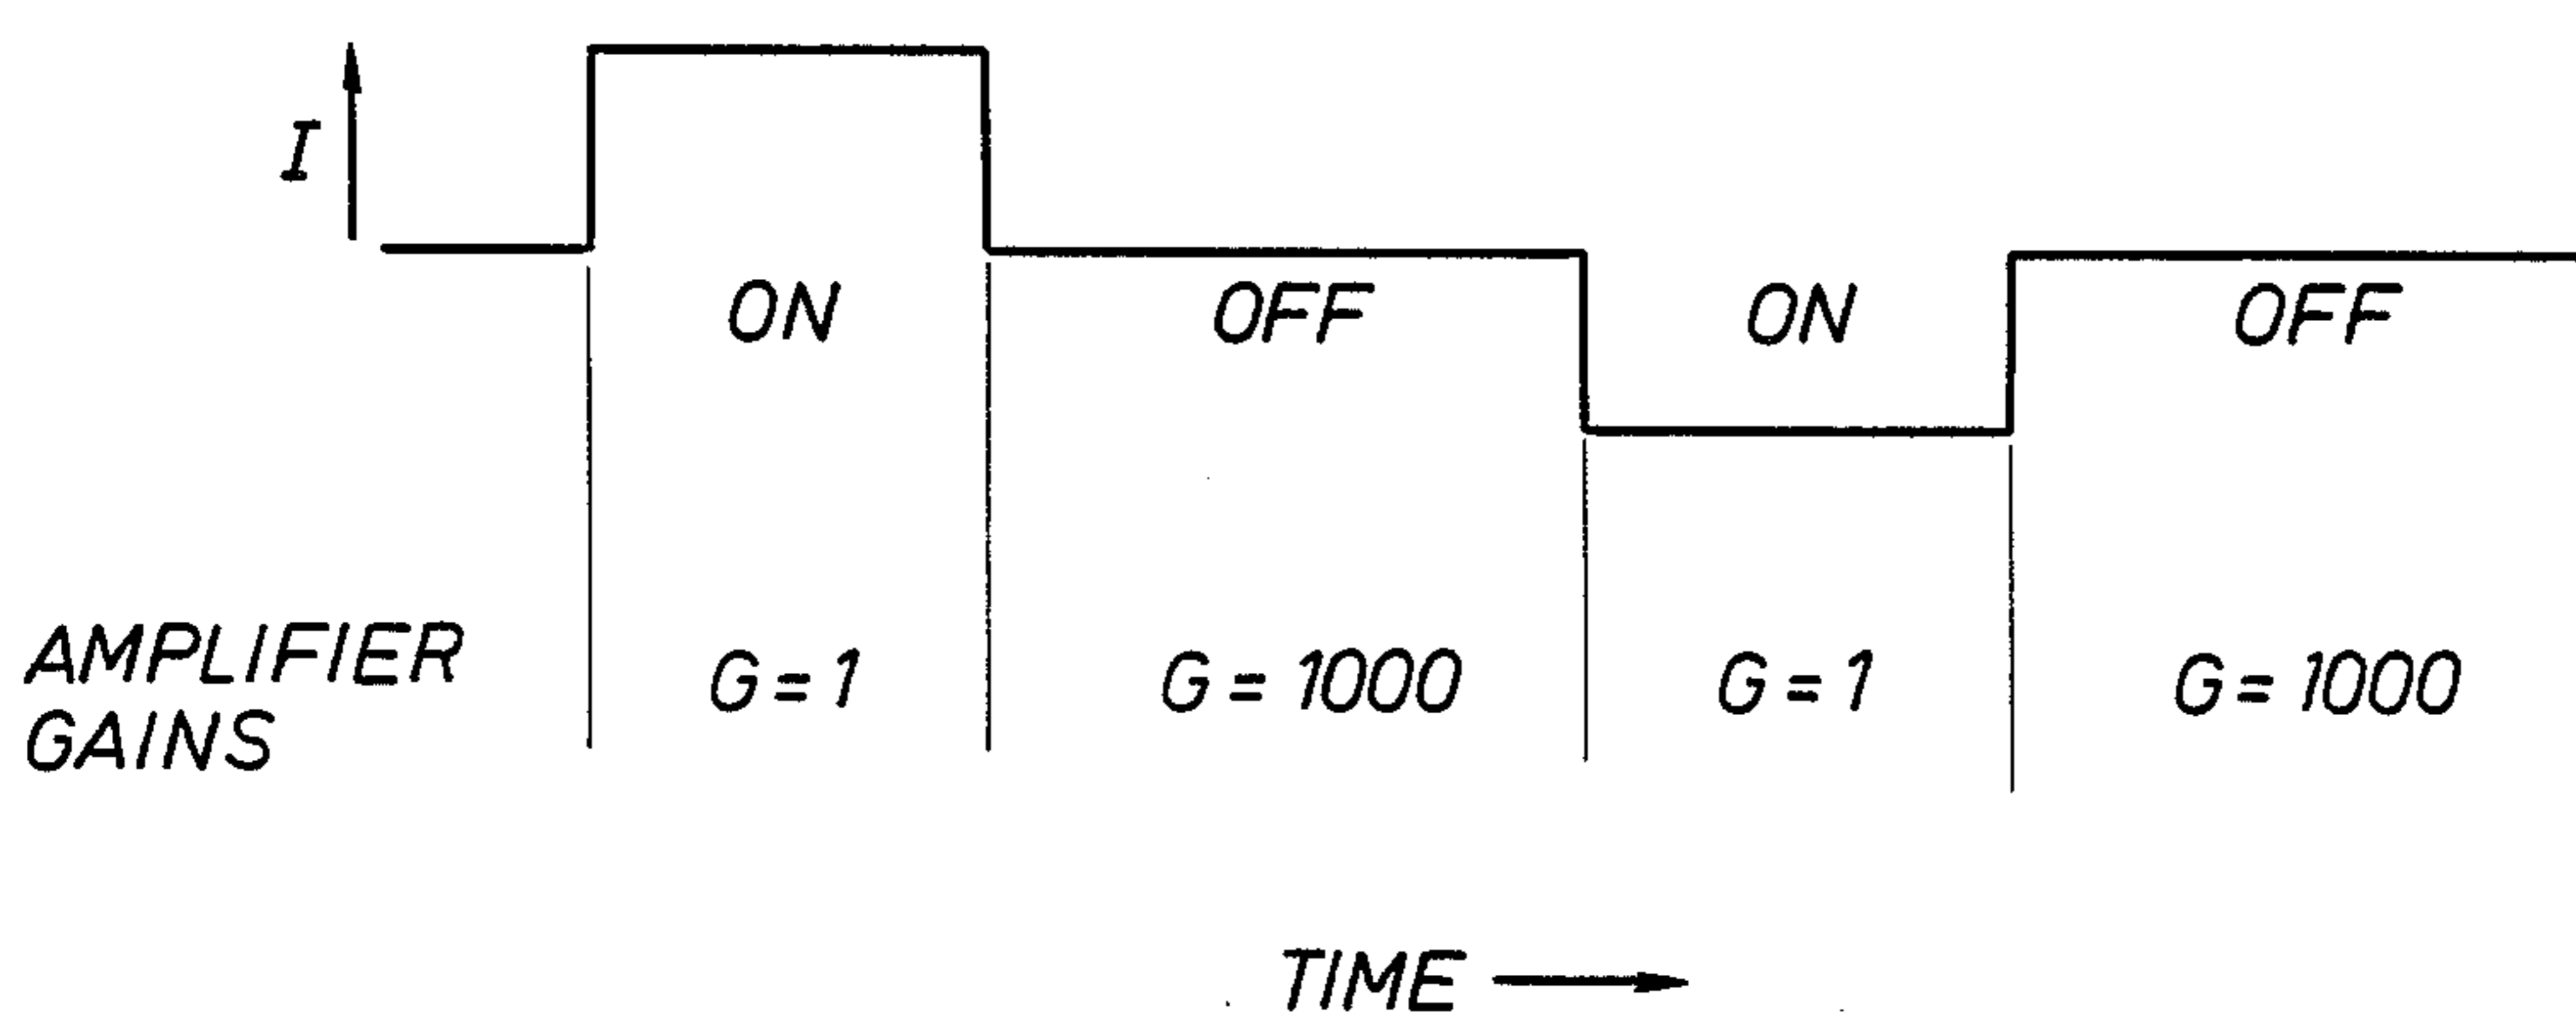 I
ON OFF ON OFF
AMPLIFIER
GAINS
G = 1 G = 1000 G = 1 G = 1000
TIME